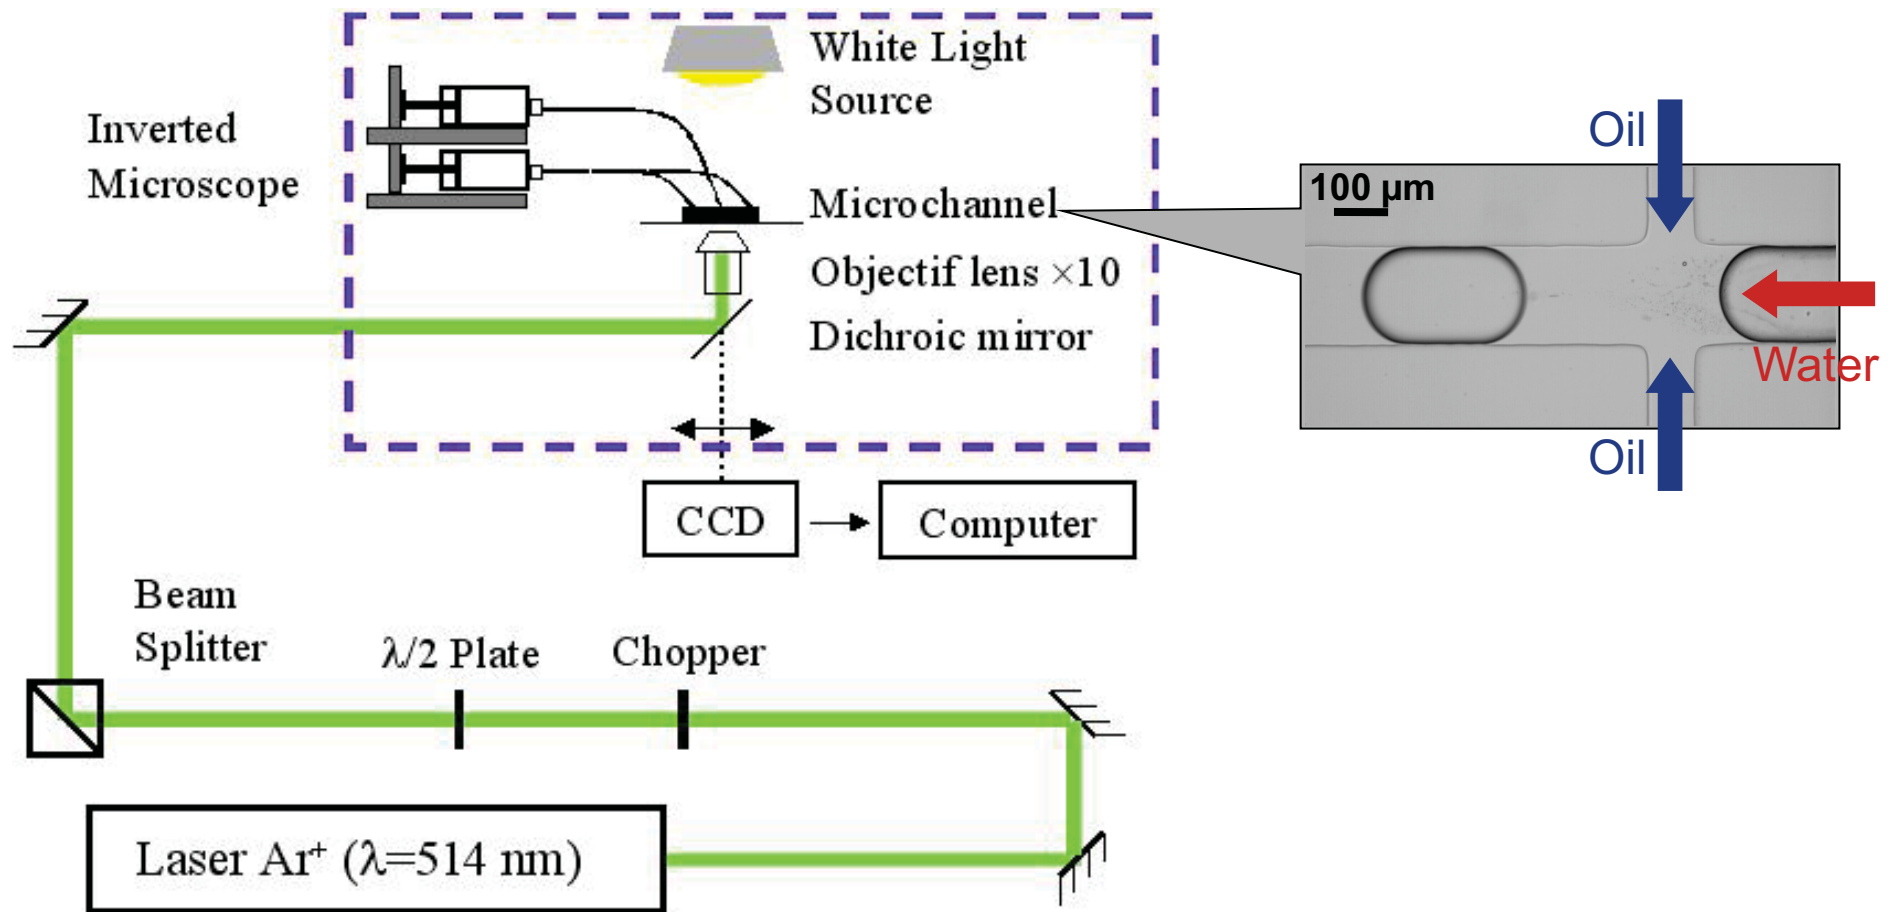 White Light
Source
Inverted
Microscope
Microchannel
Objectif lens ×10
Dichroic mirror
CCD
Computer
Beam
Splitter
λ/2 Plate
Chopper
Laser Ar⁺ (λ=514 nm)
Oil
100 µm
Water
Oil